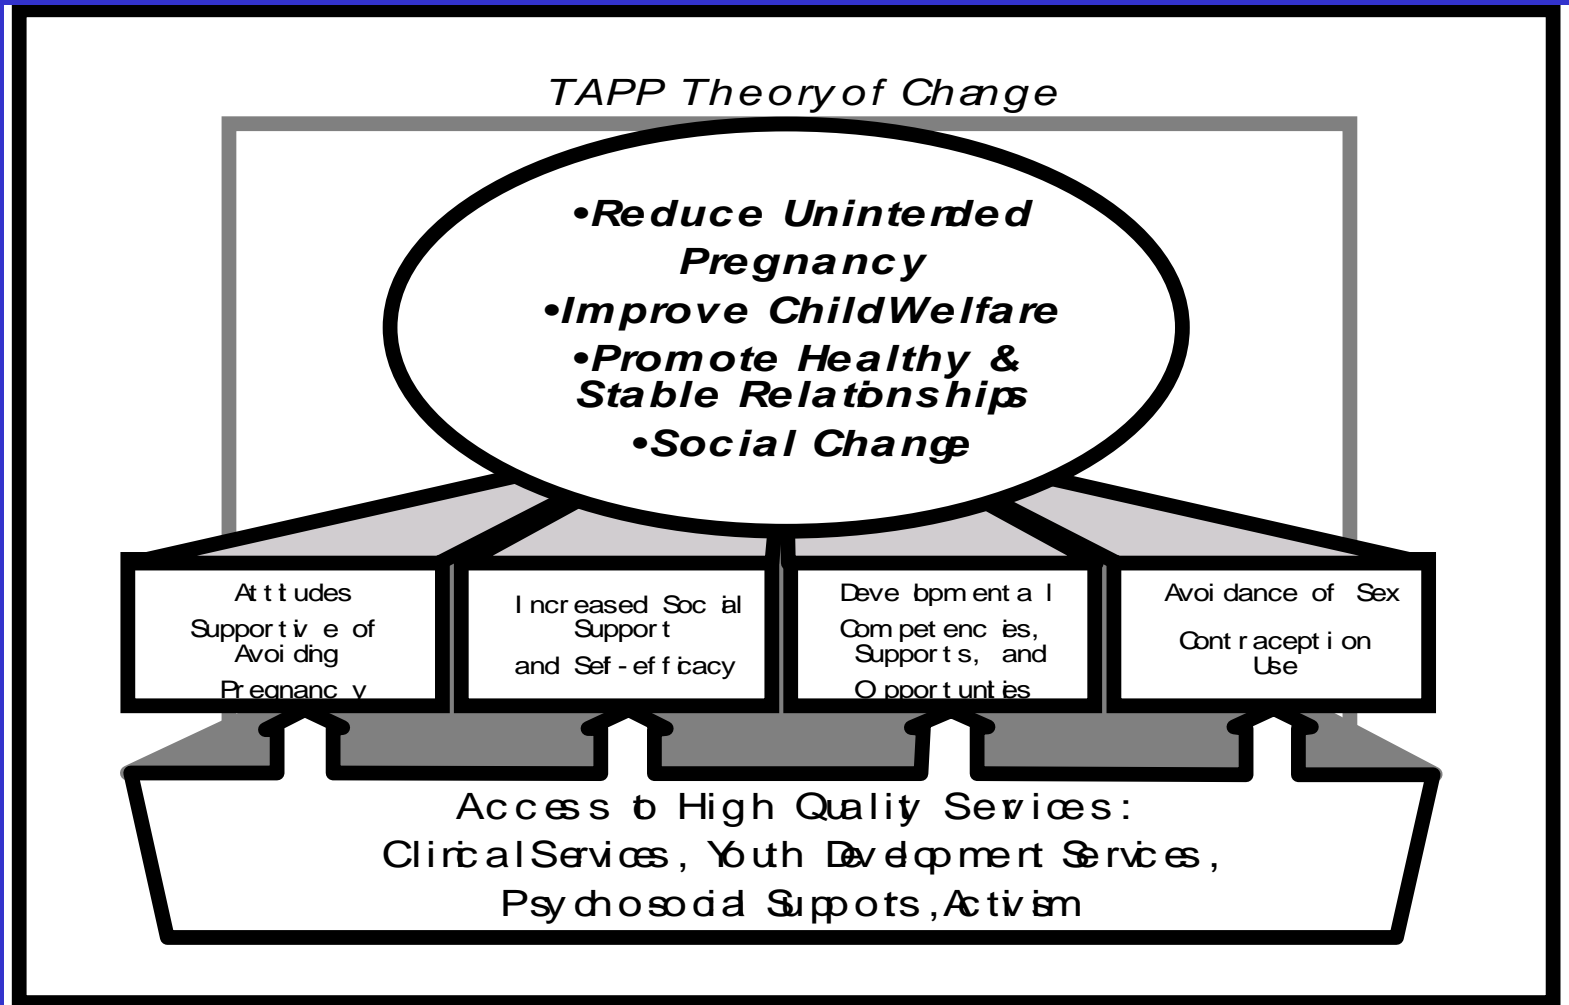 TAPP Theory of Change
•Reduce Unintended
Pregnancy
•Improve Child Welfare
•Promote Healthy &
Stable Relationships
•Social Change
Attitudes
Supportive of
Avoiding
Pregnancy
Increased Social
Support
and Self-efficacy
Developmental
Competencies,
Supports, and
Opportunities
Avoidance of Sex
Contraception
Use
Access to High Quality Services:
Clinical Services, Youth Development Services,
Psychosocial Supports, Activism